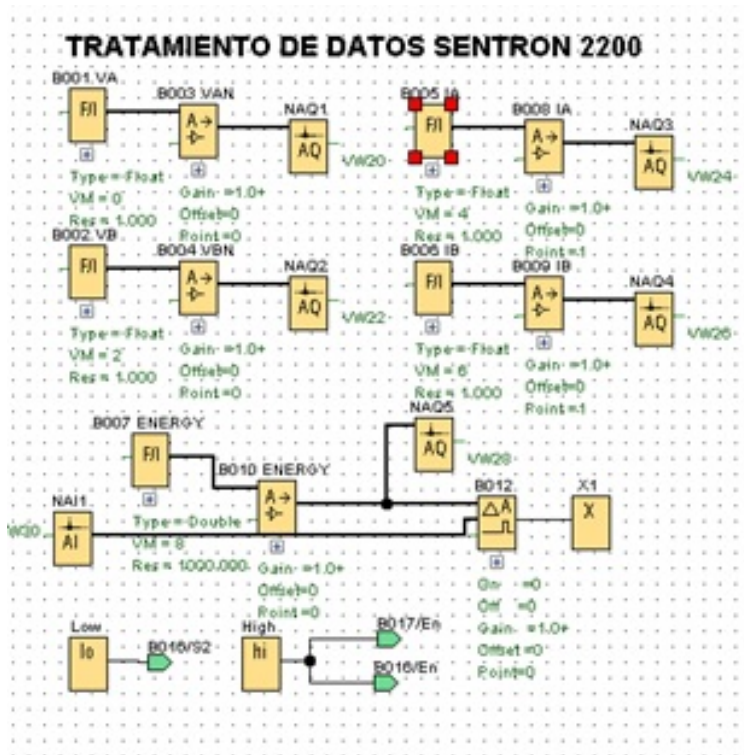 TRATAMIENTO DE DATOS SENTRON 2200
B001 VA
F/I
Type = Float
VM = 0
Res = 1.000
B003 VAN
A→
Gain =1.0+
Offset=0
Point =0
NAQ1
AQ
VW20
B005 IA
F/I
Type = Float
VM = 4
Res = 1.000
B008 IA
A→
Gain =1.0+
Offset=0
Point =1
NAQ3
AQ
VW24
B002 VB
F/I
Type = Float
VM = 2
Res = 1.000
B004 VBN
A→
Gain =1.0+
Offset=0
Point =0
NAQ2
AQ
VW22
B006 IB
F/I
Type = Float
VM = 6
Res = 1.000
B009 IB
A→
Gain =1.0+
Offset=0
Point =1
NAQ4
AQ
VW26
B007 ENERGY
F/I
Type = Double
VM = 8
Res = 1000.000
B010 ENERGY
A→
Gain =1.0+
Offset=0
Point =0
NAQ5
AQ
VW28
NAI1
AI
B012
ΔA
On =0
Off =0
Gain =1.0+
Offset =0
Point=0
X1
X
Low
lo
B016/S2
High
hi
B017/En
B016/En